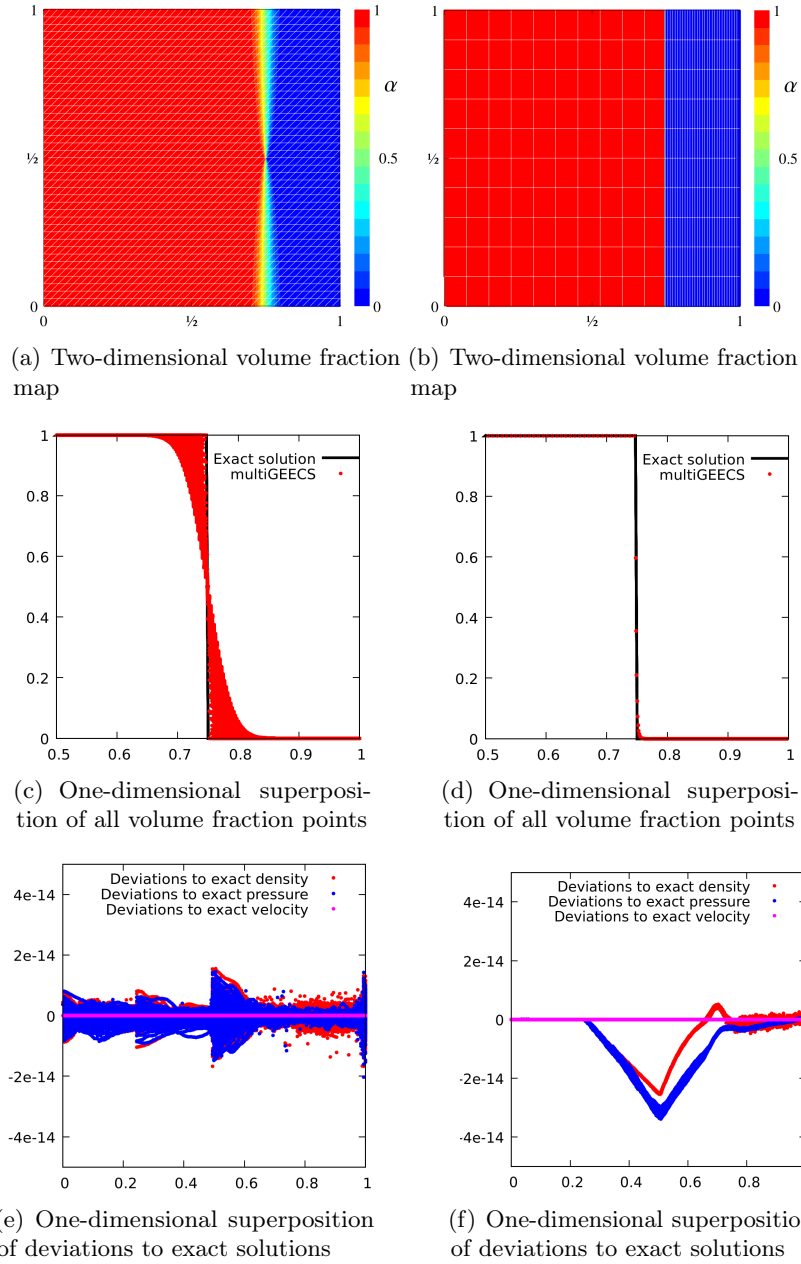 1
½
0
0
½
1
1
α
0.5
0
1
½
0
0
½
1
1
α
0.5
0
(a) Two-dimensional volume fraction
map
(b) Two-dimensional volume fraction
map
1
0.8
0.6
0.4
0.2
0
0.5
0.6
0.7
0.8
0.9
1
Exact solution
multiGEECS
1
0.8
0.6
0.4
0.2
0
0.5
0.6
0.7
0.8
0.9
1
Exact solution
multiGEECS
(c) One-dimensional superposi-
tion of all volume fraction points
(d) One-dimensional superposi-
tion of all volume fraction points
4e-14
2e-14
0
-2e-14
-4e-14
0
0.2
0.4
0.6
0.8
1
Deviations to exact density
Deviations to exact pressure
Deviations to exact velocity
4e-14
2e-14
0
-2e-14
-4e-14
0
0.2
0.4
0.6
0.8
Deviations to exact density
Deviations to exact pressure
Deviations to exact velocity
(e) One-dimensional superposition
of deviations to exact solutions
(f) One-dimensional superpositio
of deviations to exact solutions